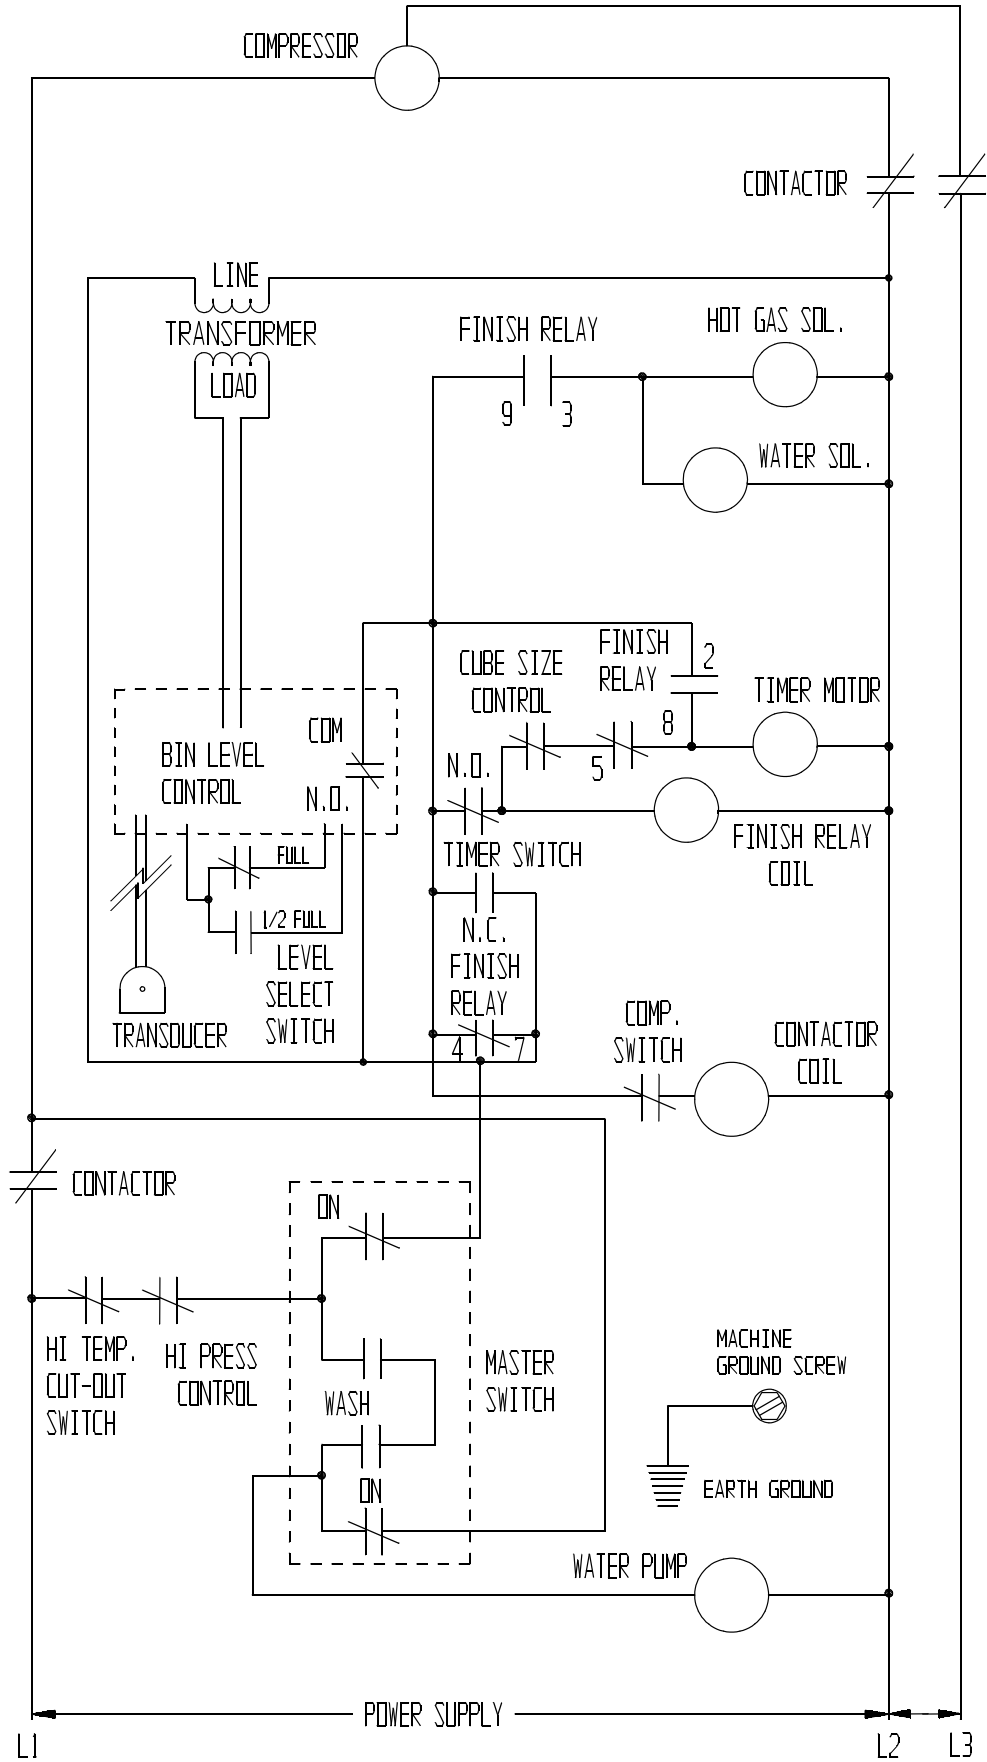 COMPRESSOR
CONTACTOR
LINE
TRANSFORMER
LOAD
FINISH RELAY
9
3
HOT GAS SOL.
WATER SOL.
CUBE SIZE
CONTROL
FINISH
RELAY
2
8
5
TIMER MOTOR
BIN LEVEL
CONTROL
COM
N.O.
N.O.
TIMER SWITCH
FINISH RELAY
COIL
FULL
1/2 FULL
LEVEL
SELECT
SWITCH
TRANSDUCER
N.C.
FINISH
RELAY
4
7
COMP.
SWITCH
CONTACTOR
COIL
CONTACTOR
ON
HI TEMP.
CUT-OUT
SWITCH
HI PRESS
CONTROL
WASH
ON
MASTER
SWITCH
MACHINE
GROUND SCREW
EARTH GROUND
WATER PUMP
POWER SUPPLY
L1
L2
L3